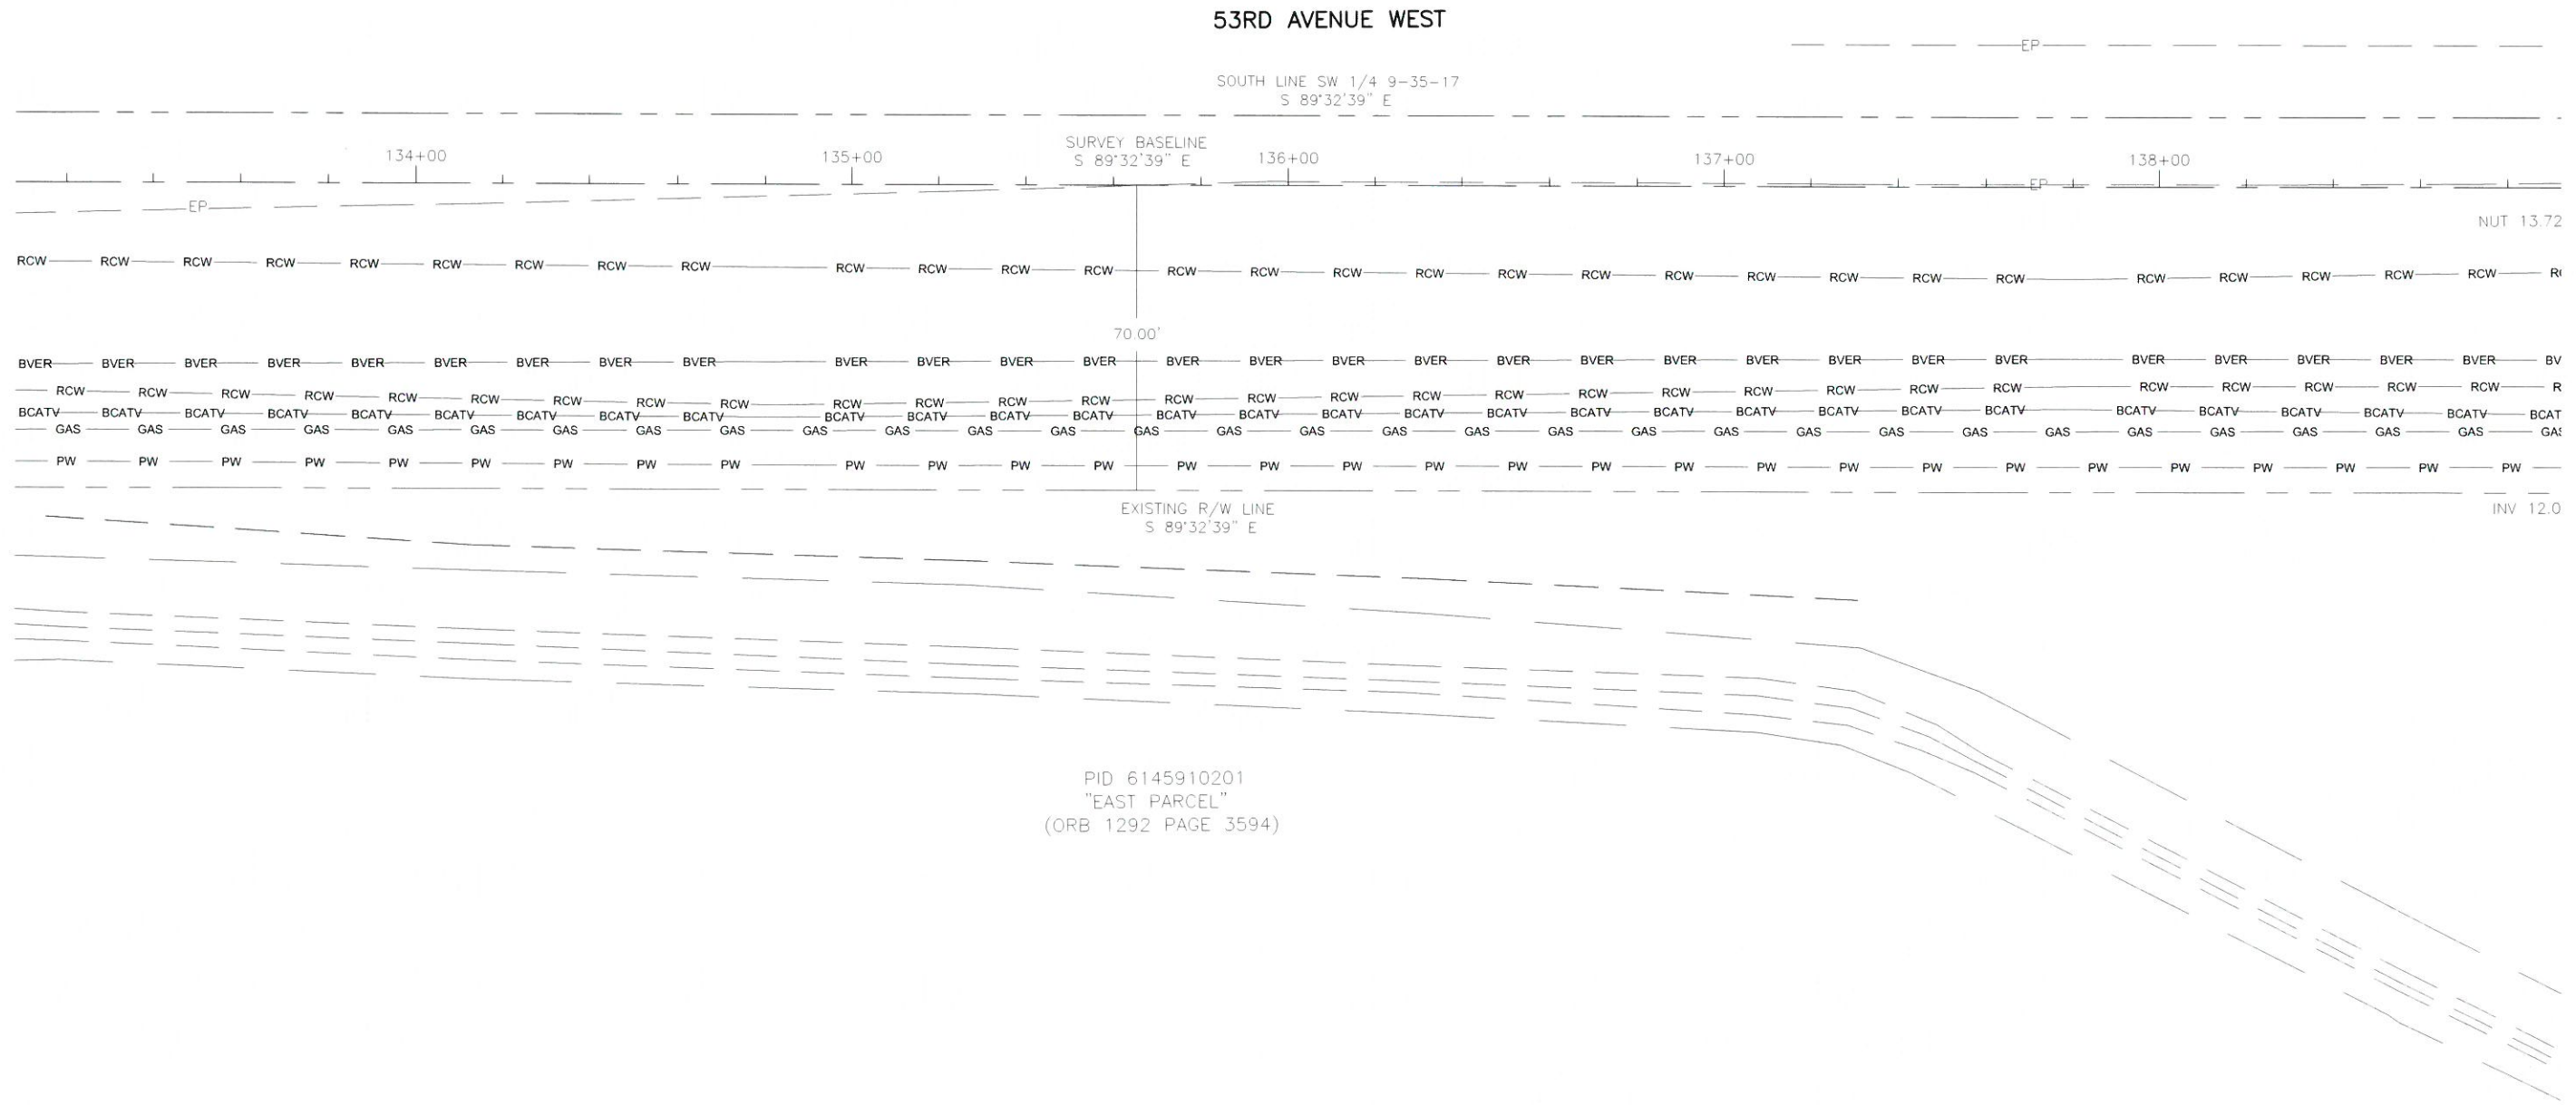 53RD AVENUE WEST
EP
SOUTH LINE SW 1/4 9-35-17
S 89°32'39" E
SURVEY BASELINE
S 89°32'39" E
134+00 135+00 136+00 137+00 138+00
EP
EP
NUT 13.72
RCW RCW RCW RCW RCW RCW RCW RCW RCW RCW RCW RCW RCW RCW RCW RCW RCW RCW RCW RCW RCW RCW RCW RCW RCW RCW RCW RCW RCW
70.00'
BVER BVER BVER BVER BVER BVER BVER BVER BVER BVER BVER BVER BVER BVER BVER BVER BVER BVER BVER BVER BVER BVER BVER BVER BVER BVER BVER BVER BVER BV
RCW RCW RCW RCW RCW RCW RCW RCW RCW RCW RCW RCW RCW RCW RCW RCW RCW RCW RCW RCW RCW RCW RCW RCW RCW RCW RCW RCW RCW R
BCATV BCATV BCATV BCATV BCATV BCATV BCATV BCATV BCATV BCATV BCATV BCATV BCATV BCATV BCATV BCATV BCATV BCATV BCATV BCATV BCATV BCATV BCATV BCATV BCATV BCATV BCATV BCATV BCATV BCAT
GAS GAS GAS GAS GAS GAS GAS GAS GAS GAS GAS GAS GAS GAS GAS GAS GAS GAS GAS GAS GAS GAS GAS GAS GAS GAS GAS GAS GAS GAS
PW PW PW PW PW PW PW PW PW PW PW PW PW PW PW PW PW PW PW PW PW PW PW PW PW PW PW PW PW
EXISTING R/W LINE
S 89°32'39" E
INV 12.0
PID 6145910201
"EAST PARCEL"
(ORB 1292 PAGE 3594)